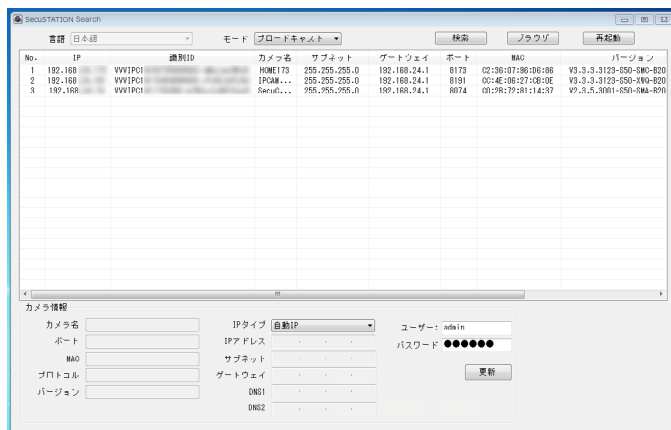 SecuSTATION Search
言語 日本語 モード ブロードキャスト 検索 ブラウザ 再起動
No. IP 識別ID カメラ名 サブネット ゲートウェイ ポート MAC バージョン
1 192.168 VVVIPC1 HOME173 255.255.255.0 192.168.24.1 8173 C2:36:07:96:D6:86 V3.3.3.3123-S50-SMC-B20
2 192.168 VVVIPC1 IPCAM... 255.255.255.0 192.168.24.1 8191 CC:4E:06:27:CB:0E V3.3.3.3123-S50-XWQ-B20
3 192.168 VVVIPC1 SecuC... 255.255.255.0 192.168.24.1 8074 C0:2B:72:81:14:37 V2.3.5.3001-S50-SMA-B20
カメラ情報
カメラ名 IPタイプ 自動IP ユーザー: admin
ポート IPアドレス パスワード ●●●●●●
MAC サブネット
プロトコル ゲートウェイ 更新
バージョン DNS1
DNS2